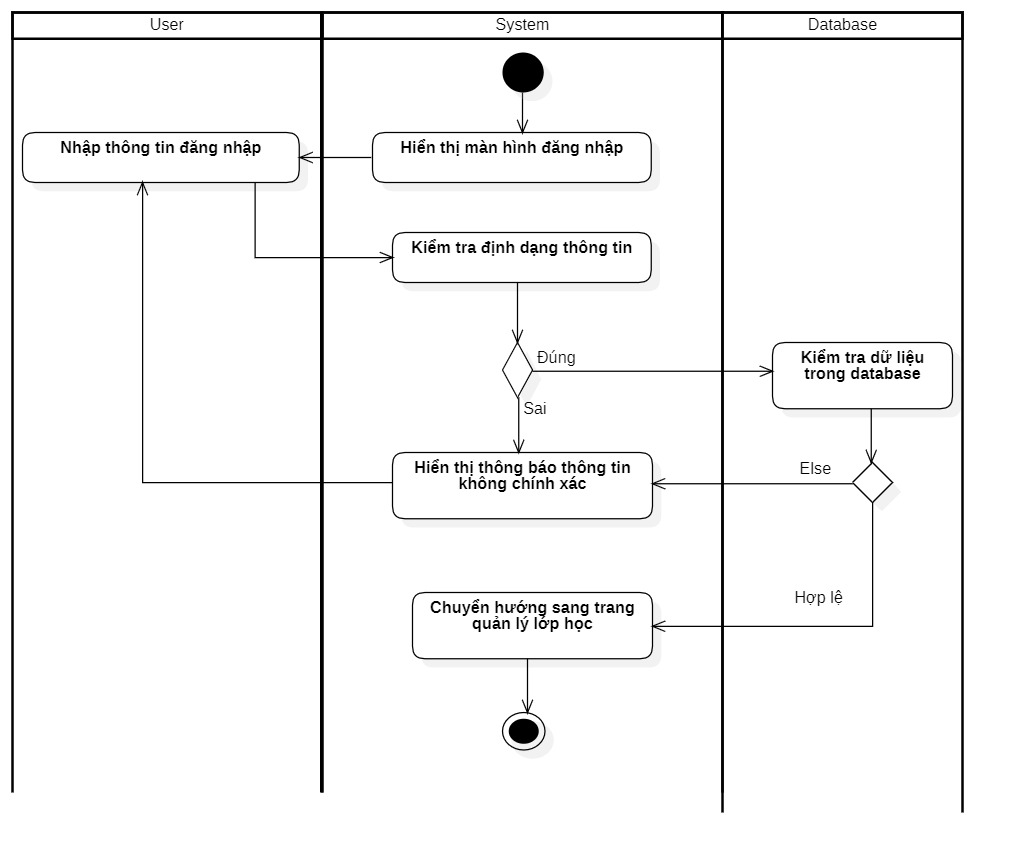 User
System
Database
Nhập thông tin đăng nhập
Hiển thị màn hình đăng nhập
Kiểm tra định dạng thông tin
Đúng
Kiểm tra dữ liệu
trong database
Sai
Hiển thị thông báo thông tin
không chính xác
Else
Chuyển hướng sang trang
quản lý lớp học
Hợp lệ